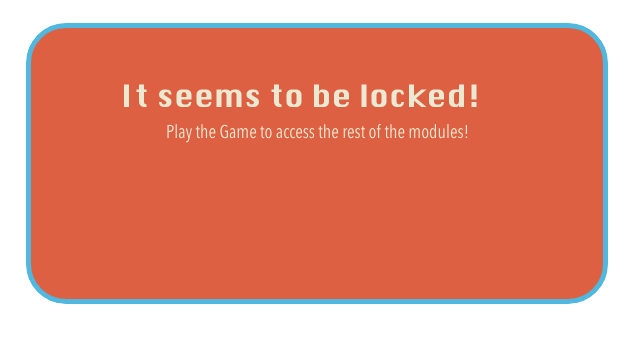 It seems to be locked!
Play the Game to access the rest of the modules!